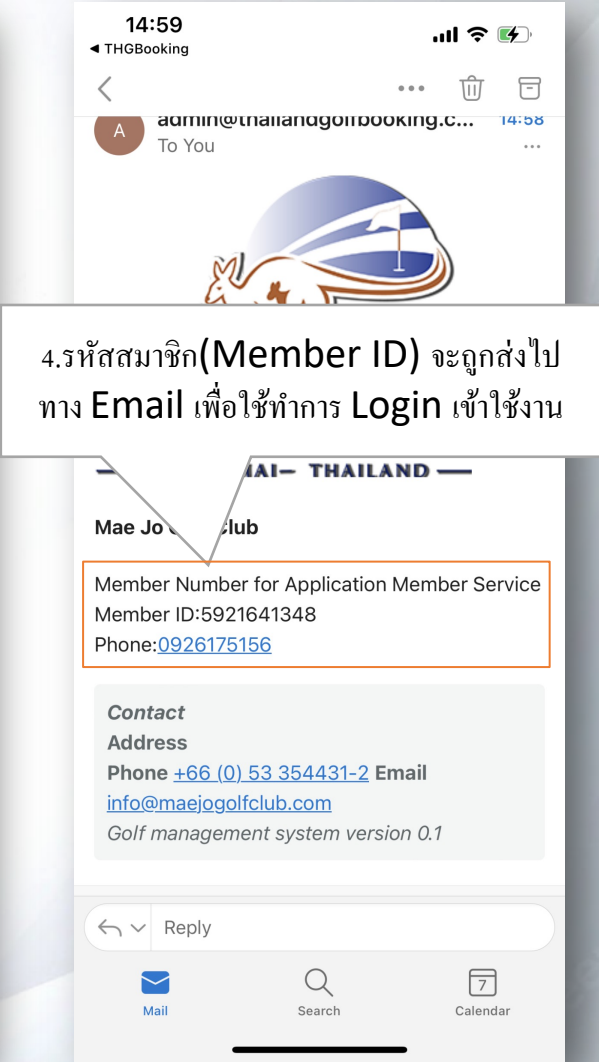 14:59
◄ THGBooking
A
admin@thailandgolfbooking.c... 14:58
To You
4.รหัสสมาชิก(Member ID) จะถูกส่งไป
ทาง Email เพื่อใช้ทำการ Login เข้าใช้งาน
THAILAND
Mae Jo
Club
Member Number for Application Member Service
Member ID:5921641348
Phone:0926175156
Contact
Address
Phone +66 (0) 53 354431-2 Email
info@maejogolfclub.com
Golf management system version 0.1
Reply
7
Mail Search Calendar